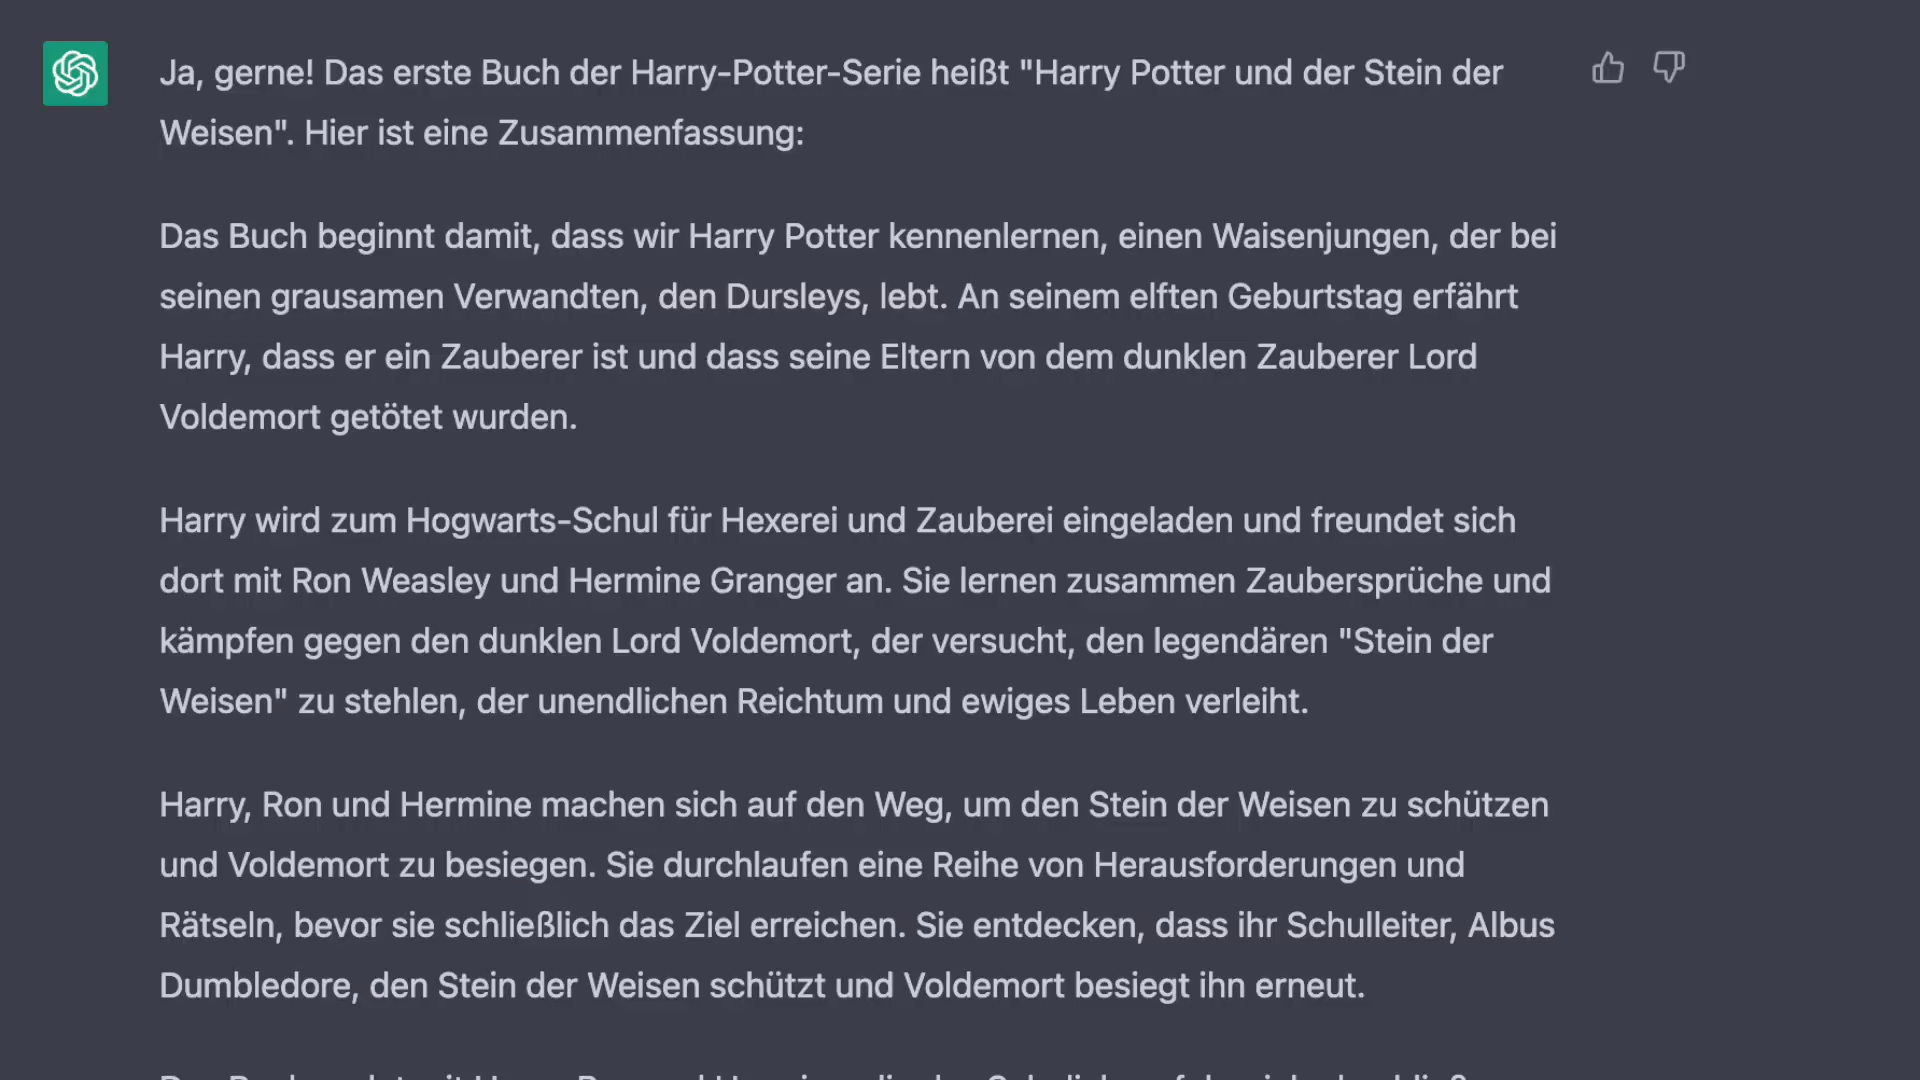 Ja, gerne! Das erste Buch der Harry-Potter-Serie heißt "Harry Potter und der Stein der
Weisen". Hier ist eine Zusammenfassung:
Das Buch beginnt damit, dass wir Harry Potter kennenlernen, einen Waisenjungen, der bei
seinen grausamen Verwandten, den Dursleys, lebt. An seinem elften Geburtstag erfährt
Harry, dass er ein Zauberer ist und dass seine Eltern von dem dunklen Zauberer Lord
Voldemort getötet wurden.
Harry wird zum Hogwarts-Schul für Hexerei und Zauberei eingeladen und freundet sich
dort mit Ron Weasley und Hermine Granger an. Sie lernen zusammen Zaubersprüche und
kämpfen gegen den dunklen Lord Voldemort, der versucht, den legendären "Stein der
Weisen" zu stehlen, der unendlichen Reichtum und ewiges Leben verleiht.
Harry, Ron und Hermine machen sich auf den Weg, um den Stein der Weisen zu schützen
und Voldemort zu besiegen. Sie durchlaufen eine Reihe von Herausforderungen und
Rätseln, bevor sie schließlich das Ziel erreichen. Sie entdecken, dass ihr Schulleiter, Albus
Dumbledore, den Stein der Weisen schützt und Voldemort besiegt ihn erneut.